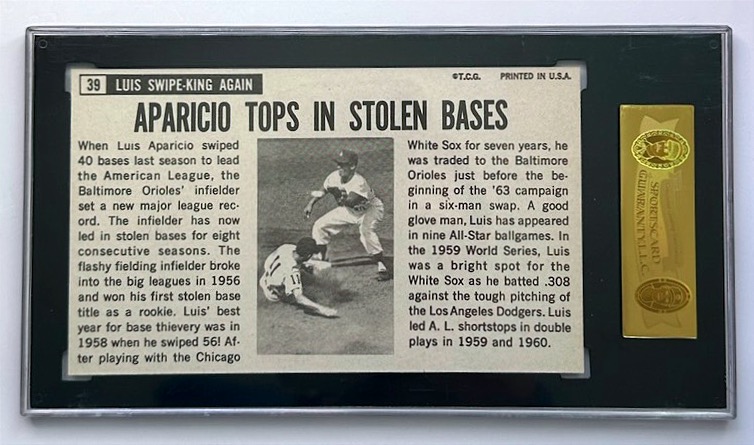 39 LUIS SWIPE-KING AGAIN
©T.C.G. PRINTED IN U.S.A.
APARICIO TOPS IN STOLEN BASES
When Luis Aparicio swiped
40 bases last season to lead
the American League, the
Baltimore Orioles' infielder
set a new major league rec-
ord. The infielder has now
led in stolen bases for eight
consecutive seasons. The
flashy fielding infielder broke
into the big leagues in 1956
and won his first stolen base
title as a rookie. Luis' best
year for base thievery was in
1958 when he swiped 56! Af-
ter playing with the Chicago
White Sox for seven years, he
was traded to the Baltimore
Orioles just before the be-
ginning of the '63 campaign
in a six-man swap. A good
glove man, Luis has appeared
in nine All-Star ballgames. In
the 1959 World Series, Luis
was a bright spot for the
White Sox as he batted .308
against the tough pitching of
the Los Angeles Dodgers. Luis
led A. L. shortstops in double
plays in 1959 and 1960.
11
SPORTSCARD
GUARANTY L.L.C.